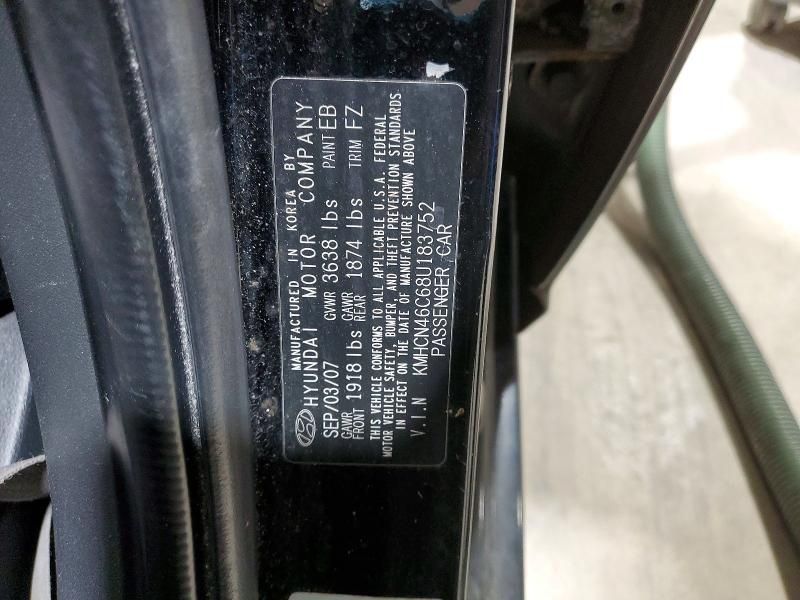 MANUFACTURED IN KOREA BY
HYUNDAI MOTOR COMPANY
SEP/03/07 GVWR 3638 lbs PAINT EB
GAWR FRONT 1918 lbs GAWR REAR 1874 lbs TRIM FZ
THIS VEHICLE CONFORMS TO ALL APPLICABLE U.S.A. FEDERAL
MOTOR VEHICLE SAFETY, BUMPER, AND THEFT PREVENTION STANDARDS
IN EFFECT ON THE DATE OF MANUFACTURE SHOWN ABOVE
V.I.N KMHCN46C68U183752
PASSENGER CAR